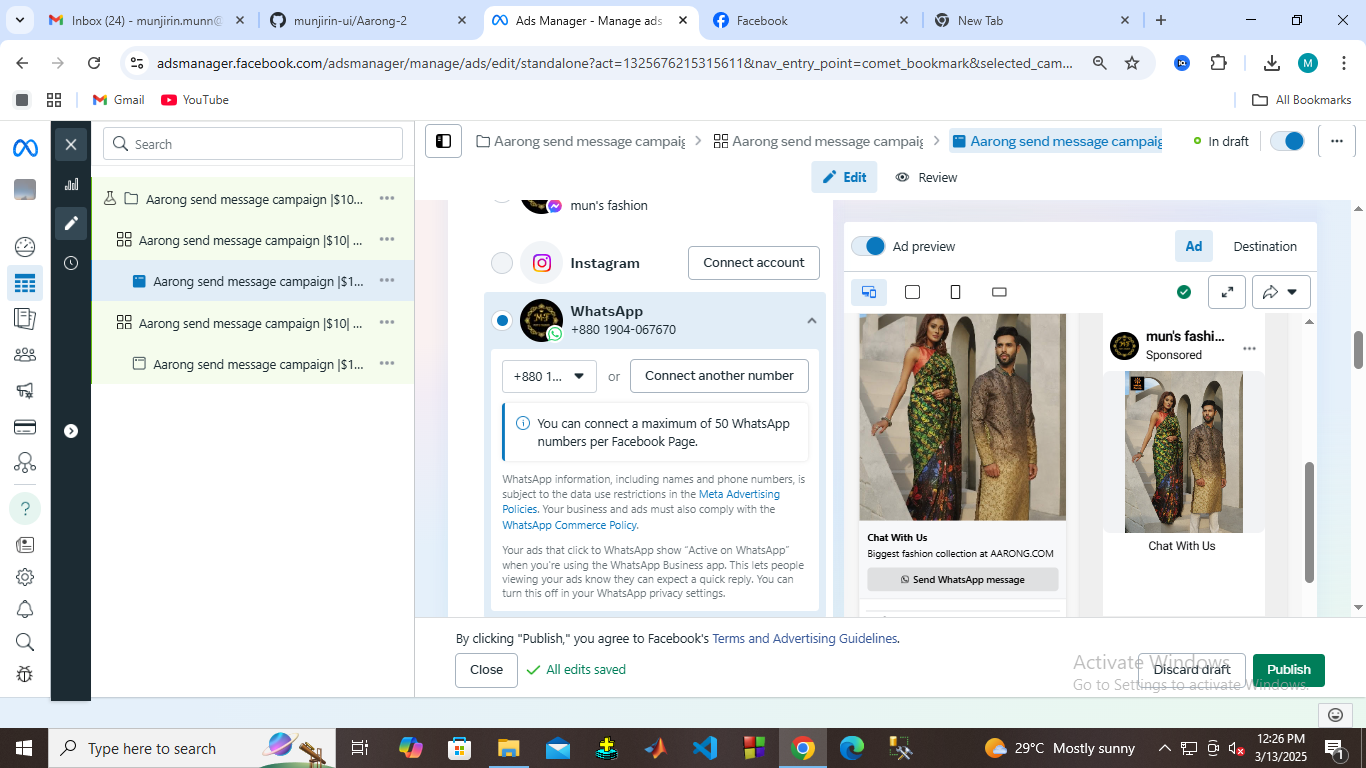 Inbox (24) - munjirin.munn@
munjirin-ui/Aarong-2
Ads Manager - Manage ads
Facebook
New Tab
adsmanager.facebook.com/adsmanager/manage/ads/edit/standalone?act=1325676215315611&nav_entry_point=comet_bookmark&selected_cam...
M
Gmail
YouTube
All Bookmarks
Search
Aarong send message campaig
Aarong send message campaig
Aarong send message campaig
In draft
Edit
Review
Aarong send message campaign |$10...
Aarong send message campaign |$10| ...
Aarong send message campaign |$1...
Aarong send message campaign |$10| ...
Aarong send message campaign |$1...
mun's fashion
Instagram
Connect account
WhatsApp
+880 1904-067670
+880 1...
or
Connect another number
You can connect a maximum of 50 WhatsApp
numbers per Facebook Page.
WhatsApp information, including names and phone numbers, is
subject to the data use restrictions in the Meta Advertising
Policies. Your business and ads must also comply with the
WhatsApp Commerce Policy.
Your ads that click to WhatsApp show "Active on WhatsApp"
when you're using the WhatsApp Business app. This lets people
viewing your ads know they can expect a quick reply. You can
turn this off in your WhatsApp privacy settings.
Ad preview
Ad
Destination
Chat With Us
Biggest fashion collection at AARONG.COM
Send WhatsApp message
mun's fashi...
Sponsored
Chat With Us
By clicking "Publish," you agree to Facebook's Terms and Advertising Guidelines.
Close
All edits saved
Discard draft
Publish
Activate Windows
Go to Settings to activate Windows.
Type here to search
29°C Mostly sunny
12:26 PM
3/13/2025
1